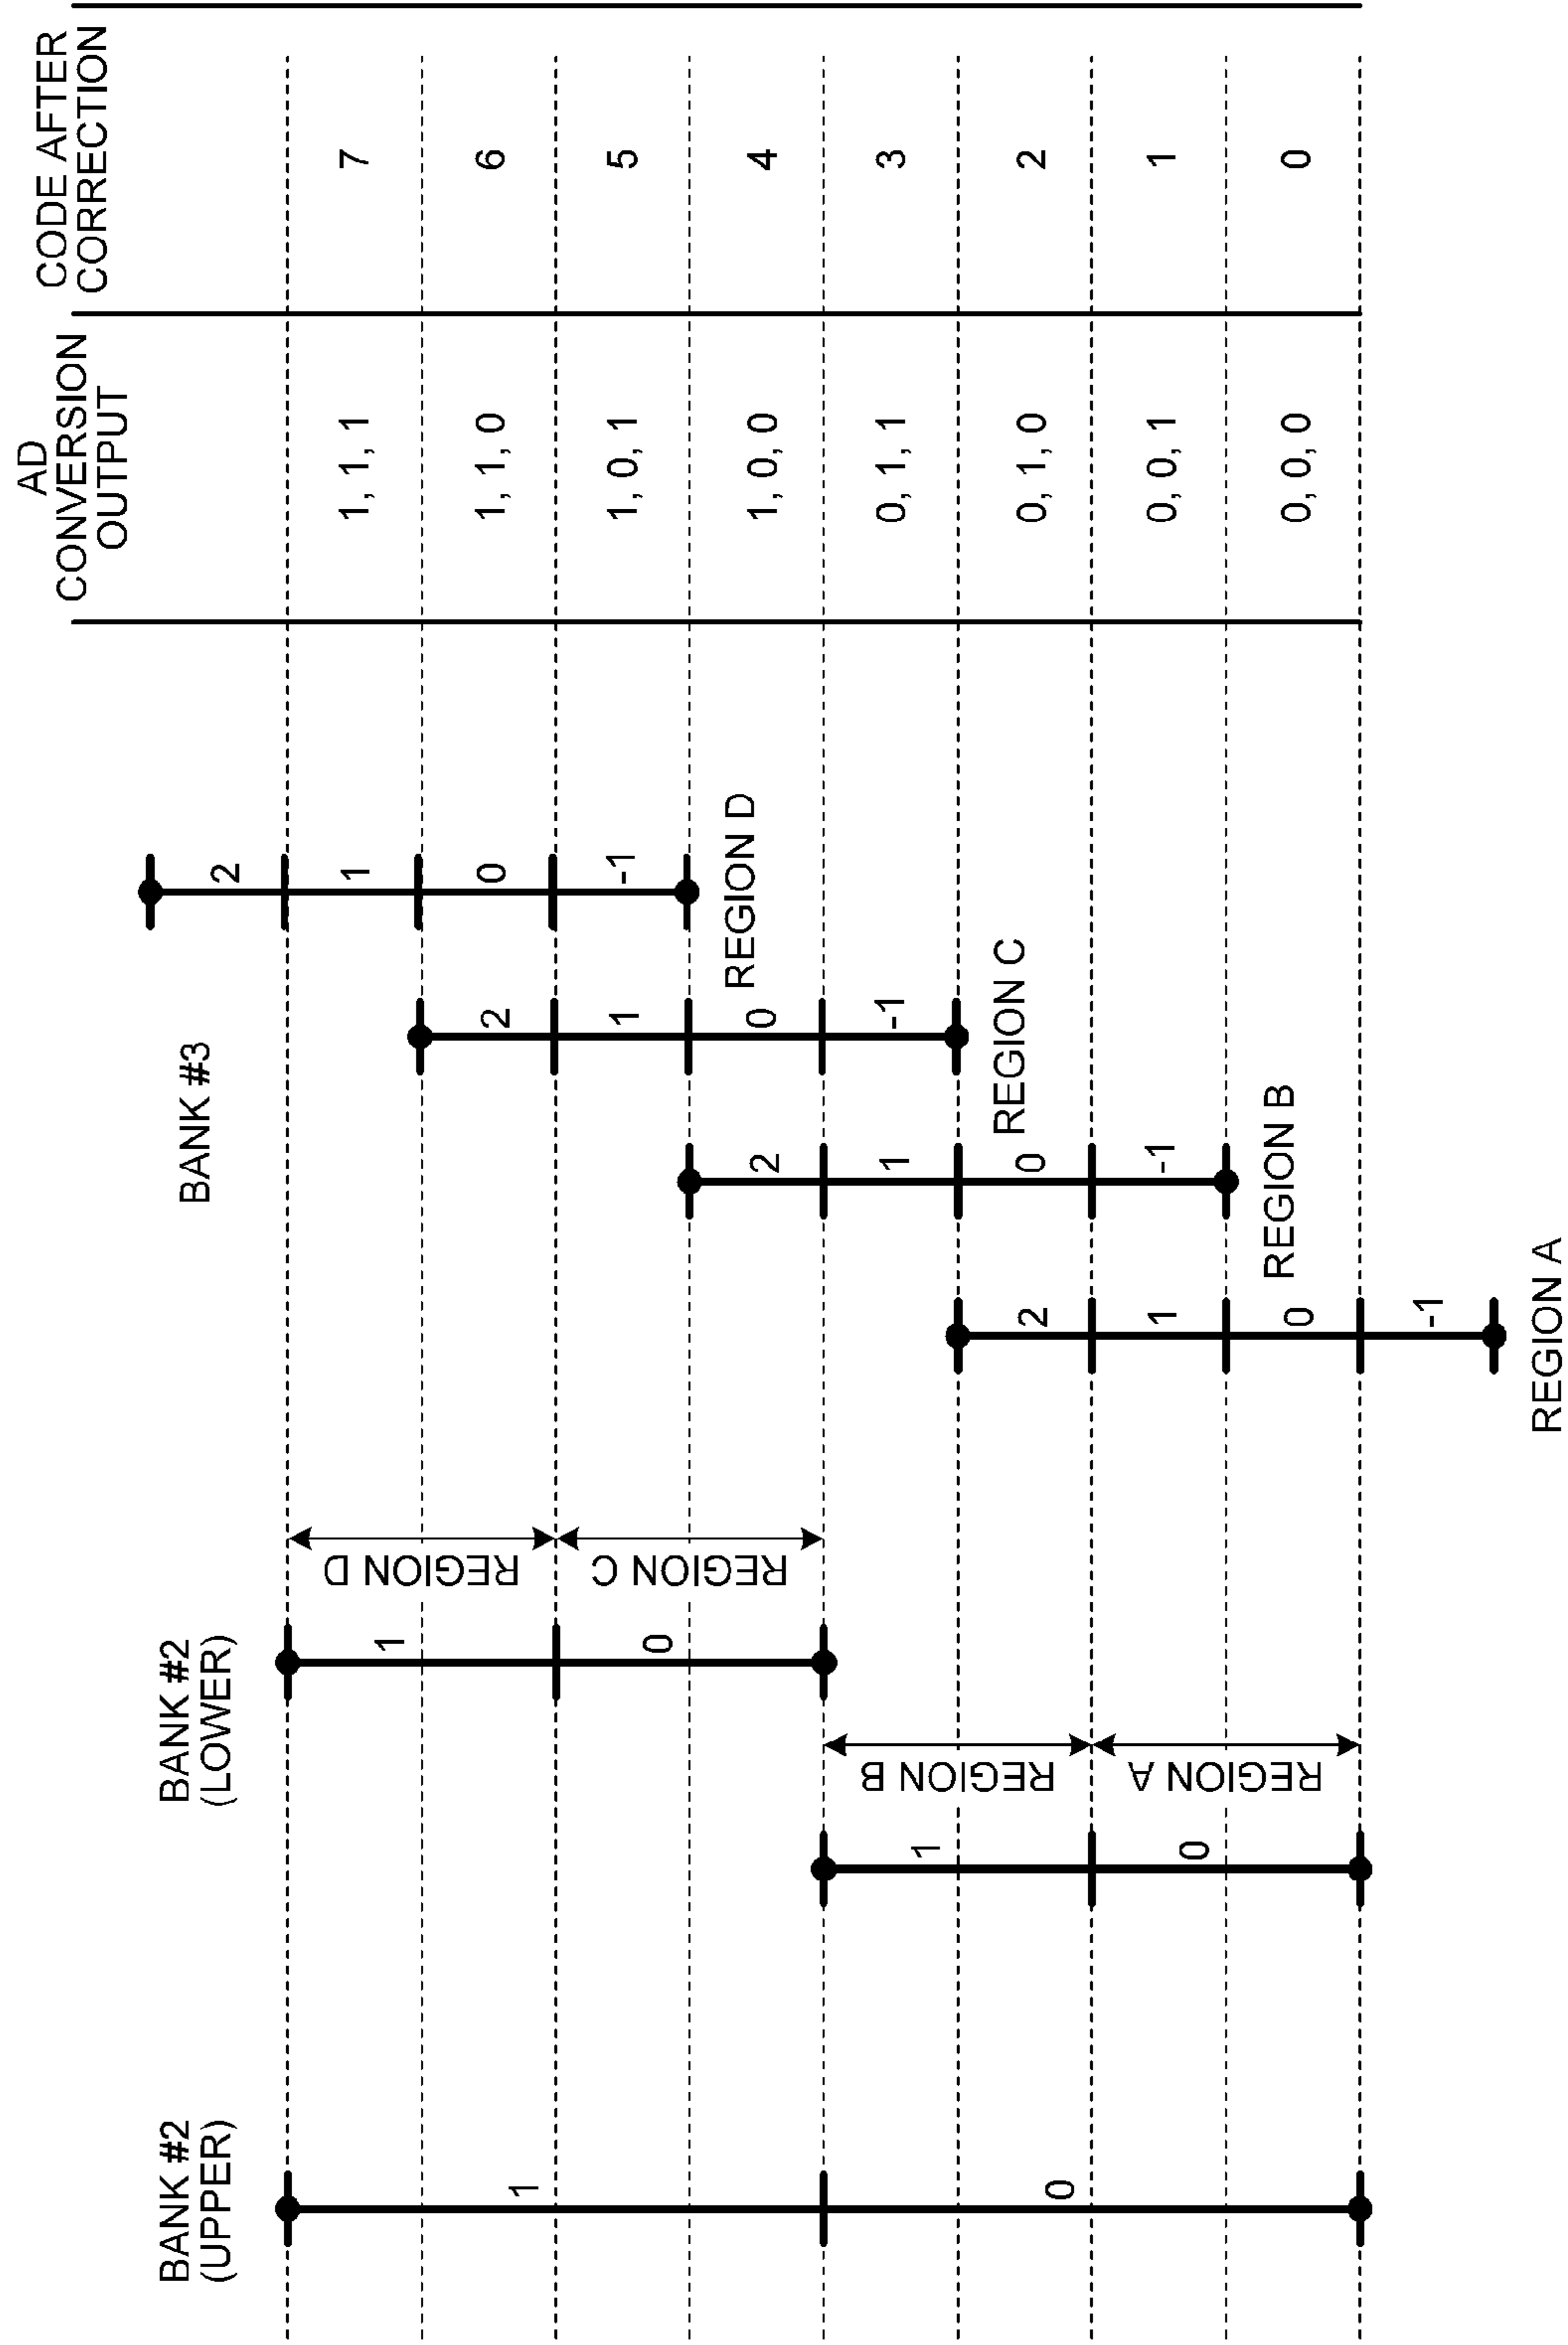 BANK #2
(UPPER)
BANK #2
(LOWER)
BANK #3
AD
CONVERSION
OUTPUT
CODE AFTER
CORRECTION
1
0
1
0
REGION B
REGION A
1
0
REGION D
REGION C
2
1
0
-1
REGION A
2
1
0
-1
REGION B
2
1
0
-1
REGION C
2
1
0
-1
REGION D
1, 1, 1
7
1, 1, 0
6
1, 0, 1
5
1, 0, 0
4
0, 1, 1
3
0, 1, 0
2
0, 0, 1
1
0, 0, 0
0